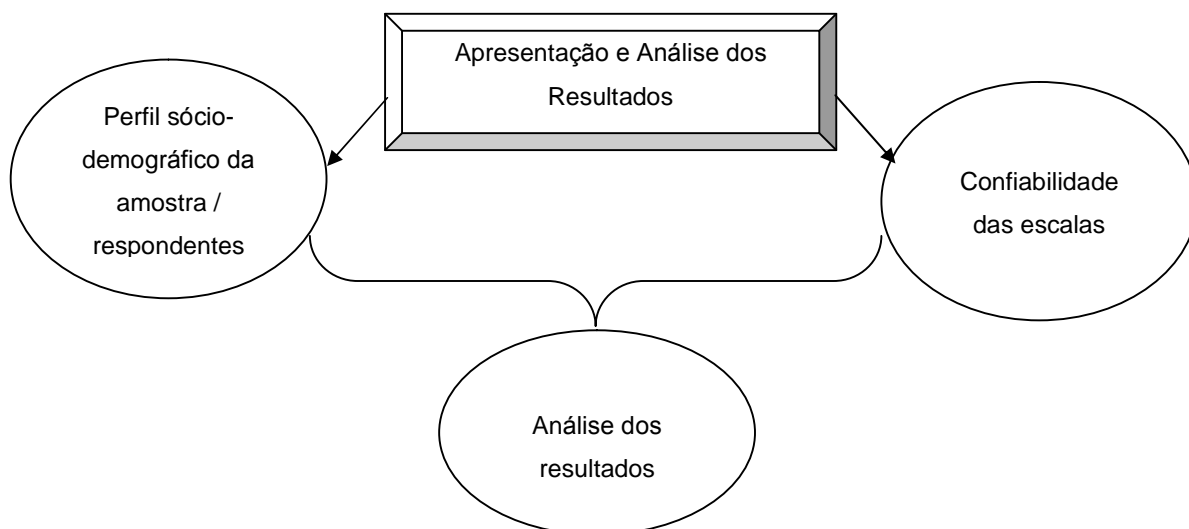 Apresentação e Análise dos
Resultados
Perfil sócio-
demográfico da
amostra /
respondentes
Confiabilidade
das escalas
Análise dos
resultados